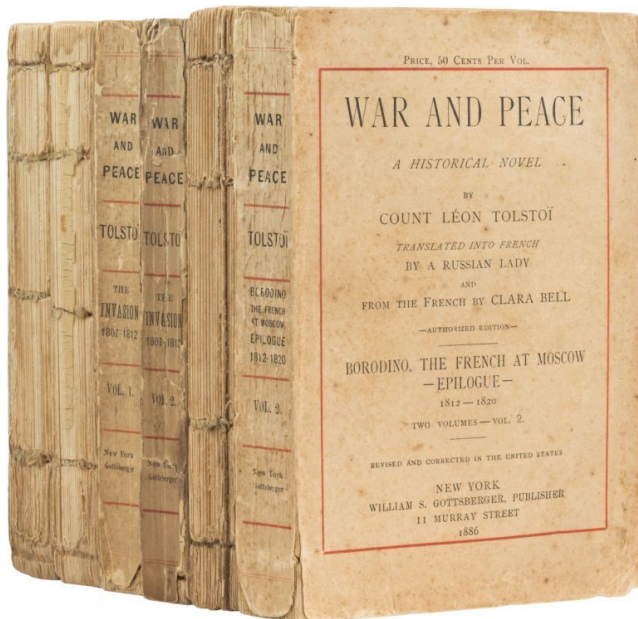 WAR
AND
PEACE
TOLSTOÏ
THE
INVASION
1807-1812
VOL. 1.
New York
Gottsberger
WAR
AND
PEACE
TOLSTOÏ
THE
INVASION
1807-1812
VOL. 2.
New York
Gottsberger
WAR
AND
PEACE
TOLSTOÏ
BORODINO
THE FRENCH
AT MOSCOW
EPILOGUE
1812-1820
VOL. 2.
New York
Gottsberger
PRICE, 50 CENTS PER VOL.
WAR AND PEACE
A HISTORICAL NOVEL
BY
COUNT LÉON TOLSTOÏ
TRANSLATED INTO FRENCH
BY A RUSSIAN LADY
AND
FROM THE FRENCH BY CLARA BELL
—AUTHORIZED EDITION—
BORODINO, THE FRENCH AT MOSCOW
—EPILOGUE—
1812—1820
TWO VOLUMES—VOL. 2.
REVISED AND CORRECTED IN THE UNITED STATES
NEW YORK
WILLIAM S. GOTTSBERGER, PUBLISHER
11 MURRAY STREET
1886